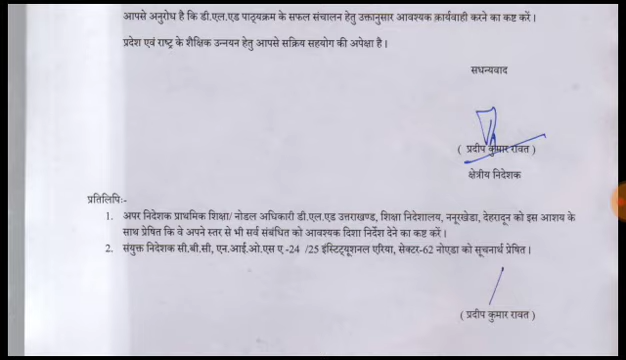 आपसे अनुरोध है कि डी.एल.एड पाठ्यक्रम के सफल संचालन हेतु उक्तानुसार आवश्यक कार्यवाही करने का कष्ट करें।
प्रदेश एवं राष्ट्र के शैक्षिक उन्नयन हेतु आपसे सक्रिय सहयोग की अपेक्षा है।
सधन्यवाद
( प्रदीप कुमार रावत )
क्षेत्रीय निदेशक
प्रतिलिपिः-
1. अपर निदेशक प्राथमिक शिक्षा/ नोडल अधिकारी डी.एल.एड उत्तराखण्ड, शिक्षा निदेशालय, ननूरखेडा, देहरादून को इस आशय के
साथ प्रेषित कि वे अपने स्तर से भी सर्व संबंधित को आवश्यक दिशा निर्देश देने का कष्ट करें।
2. संयुक्त निदेशक सी.बी.सी, एन.आई.ओ.एस ए -24 /25 इंस्टिट्यूशनल एरिया, सेक्टर-62 नोएडा को सूचनार्थ प्रेषित।
( प्रदीप कुमार रावत )